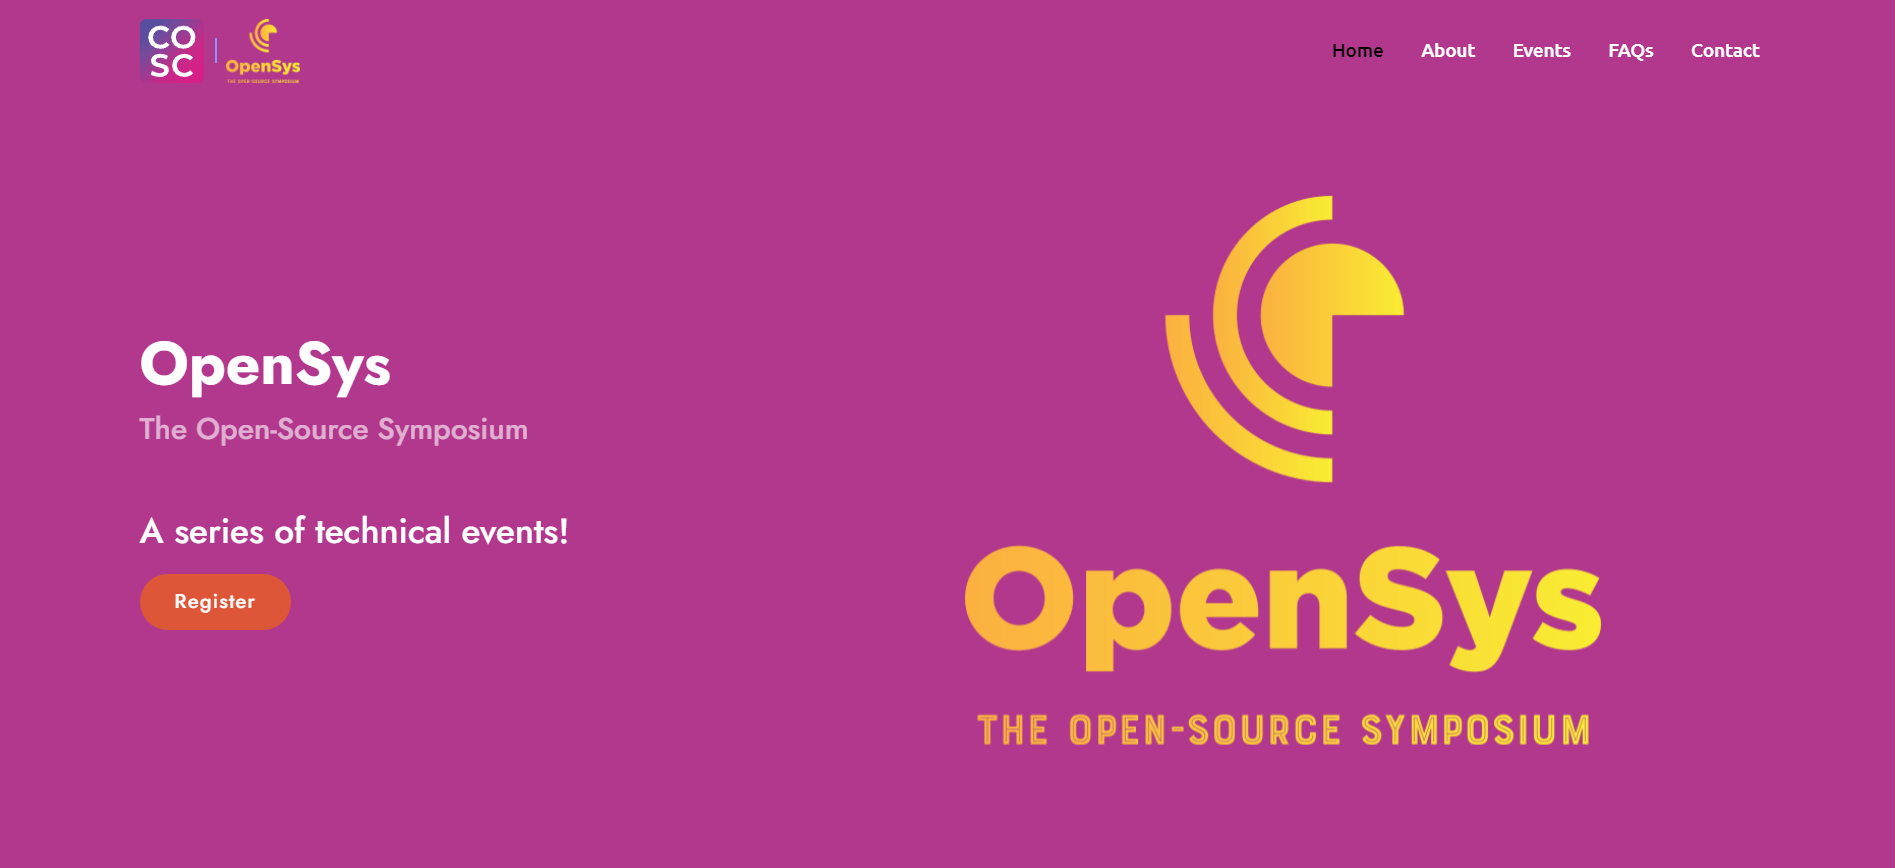 CO
SC
OpenSys
THE OPEN-SOURCE SYMPOSIUM
Home About Events FAQs Contact
OpenSys
The Open-Source Symposium
A series of technical events!
Register
OpenSys
THE OPEN-SOURCE SYMPOSIUM